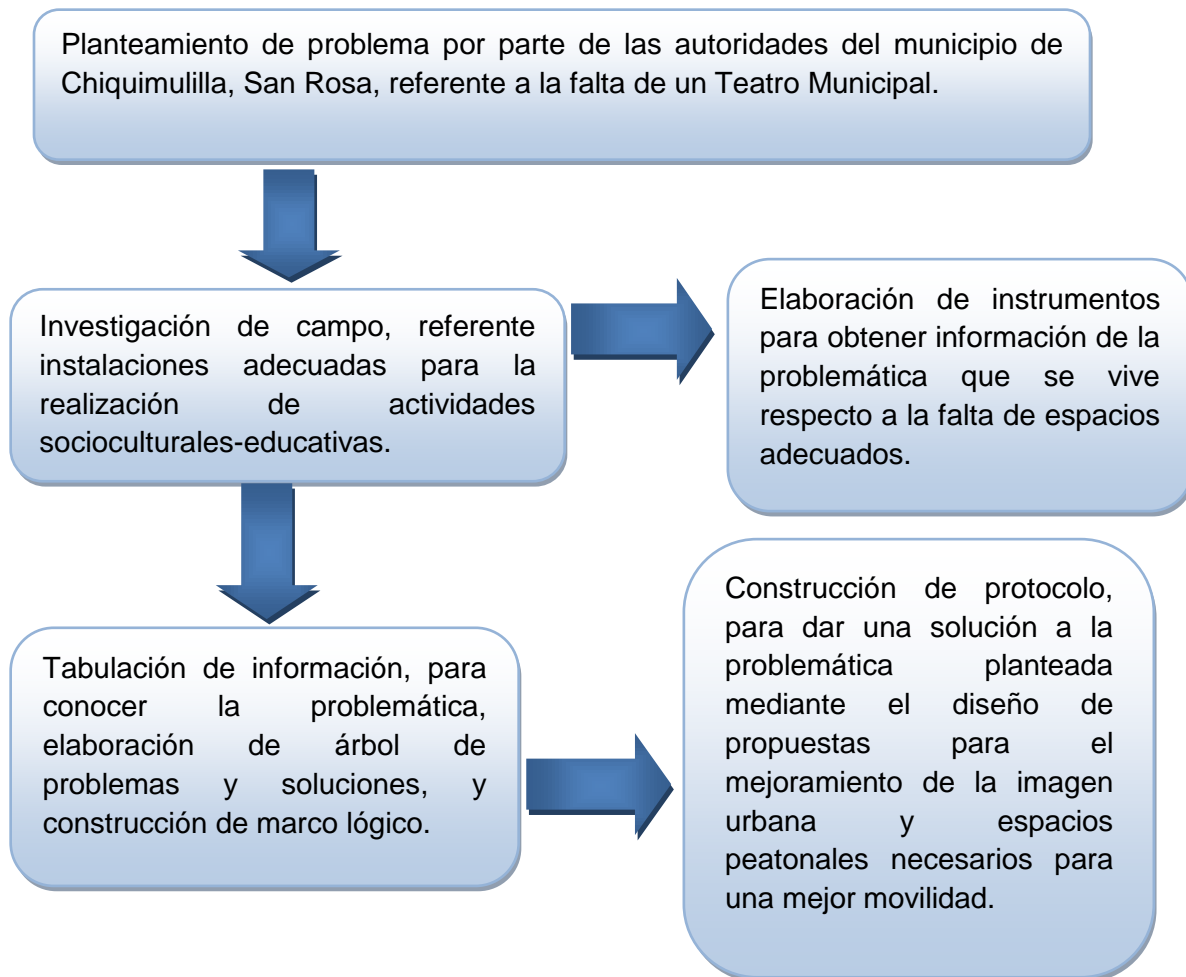 Planteamiento de problema por parte de las autoridades del municipio de
Chiquimulilla, San Rosa, referente a la falta de un Teatro Municipal.
Investigación de campo, referente
instalaciones adecuadas para la
realización de actividades
socioculturales-educativas.
Elaboración de instrumentos
para obtener información de la
problemática que se vive
respecto a la falta de espacios
adecuados.
Tabulación de información, para
conocer la problemática,
elaboración de árbol de
problemas y soluciones, y
construcción de marco lógico.
Construcción de protocolo,
para dar una solución a la
problemática planteada
mediante el diseño de
propuestas para el
mejoramiento de la imagen
urbana y espacios
peatonales necesarios para
una mejor movilidad.